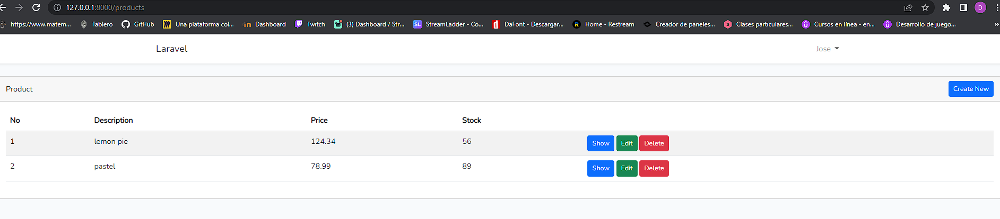 127.0.0.1:8000/products
https://www.matem... Tablero GitHub Una plataforma col... Dashboard Twitch (3) Dashboard / Str... SL StreamLadder - Co... DaFont - Descargar... Home - Restream Creador de paneles... Clases particulares... Cursos en línea - en... Desarrollo de juego... »
Laravel Jose
Product Create New
No Description Price Stock
1 lemon pie 124.34 56 Show Edit Delete
2 pastel 78.99 89 Show Edit Delete